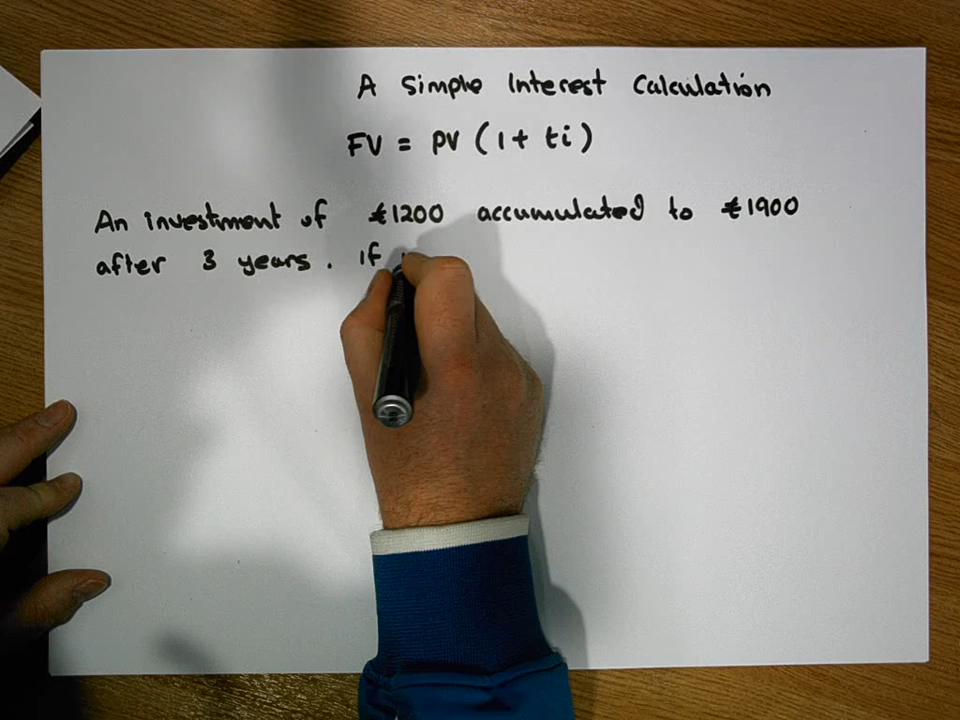 A Simple Interest Calculation
FV = PV (1 + ti)
An investment of €1200 accumulated to €1900
after 3 years. If